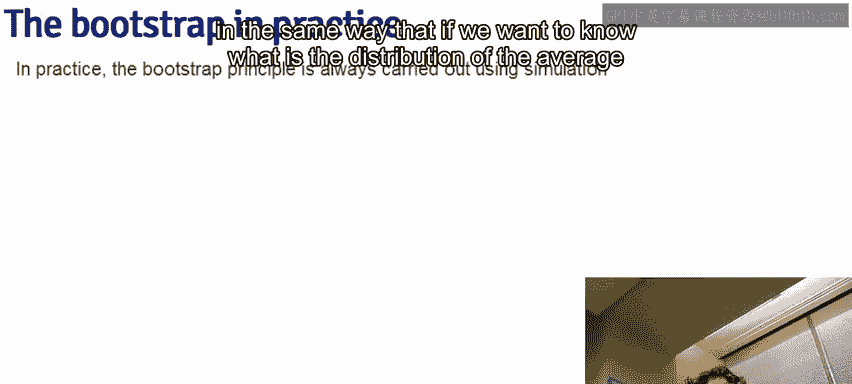 The bootstrap in practice
in the same way that if we want to know
what is the distribution of the average
In practice, the bootstrap principle is always carried out using simulation